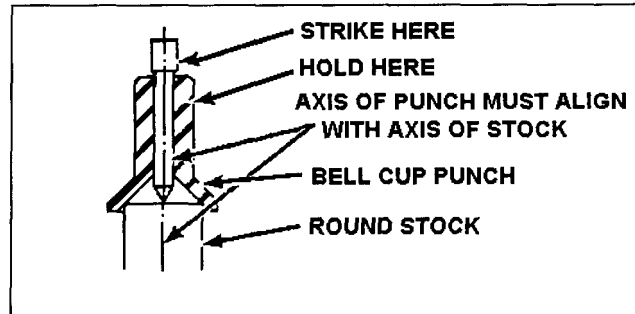 STRIKE HERE
HOLD HERE
AXIS OF PUNCH MUST ALIGN
WITH AXIS OF STOCK
BELL CUP PUNCH
ROUND STOCK